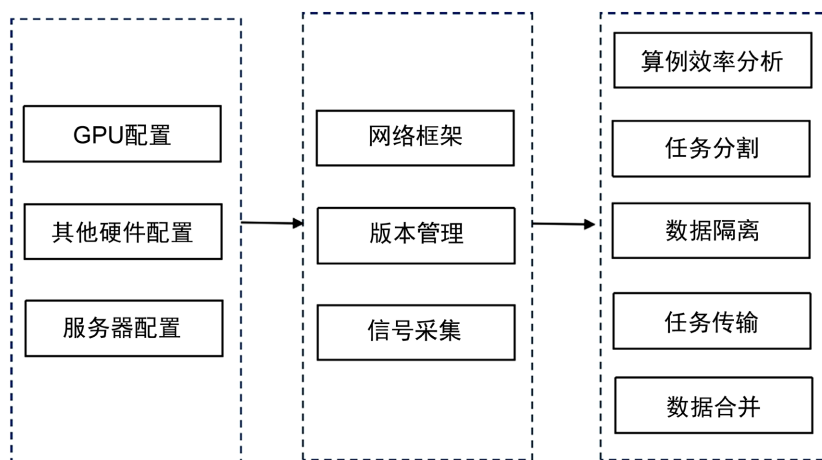 GPU配置
其他硬件配置
服务器配置
网络框架
版本管理
信号采集
算例效率分析
任务分割
数据隔离
任务传输
数据合并